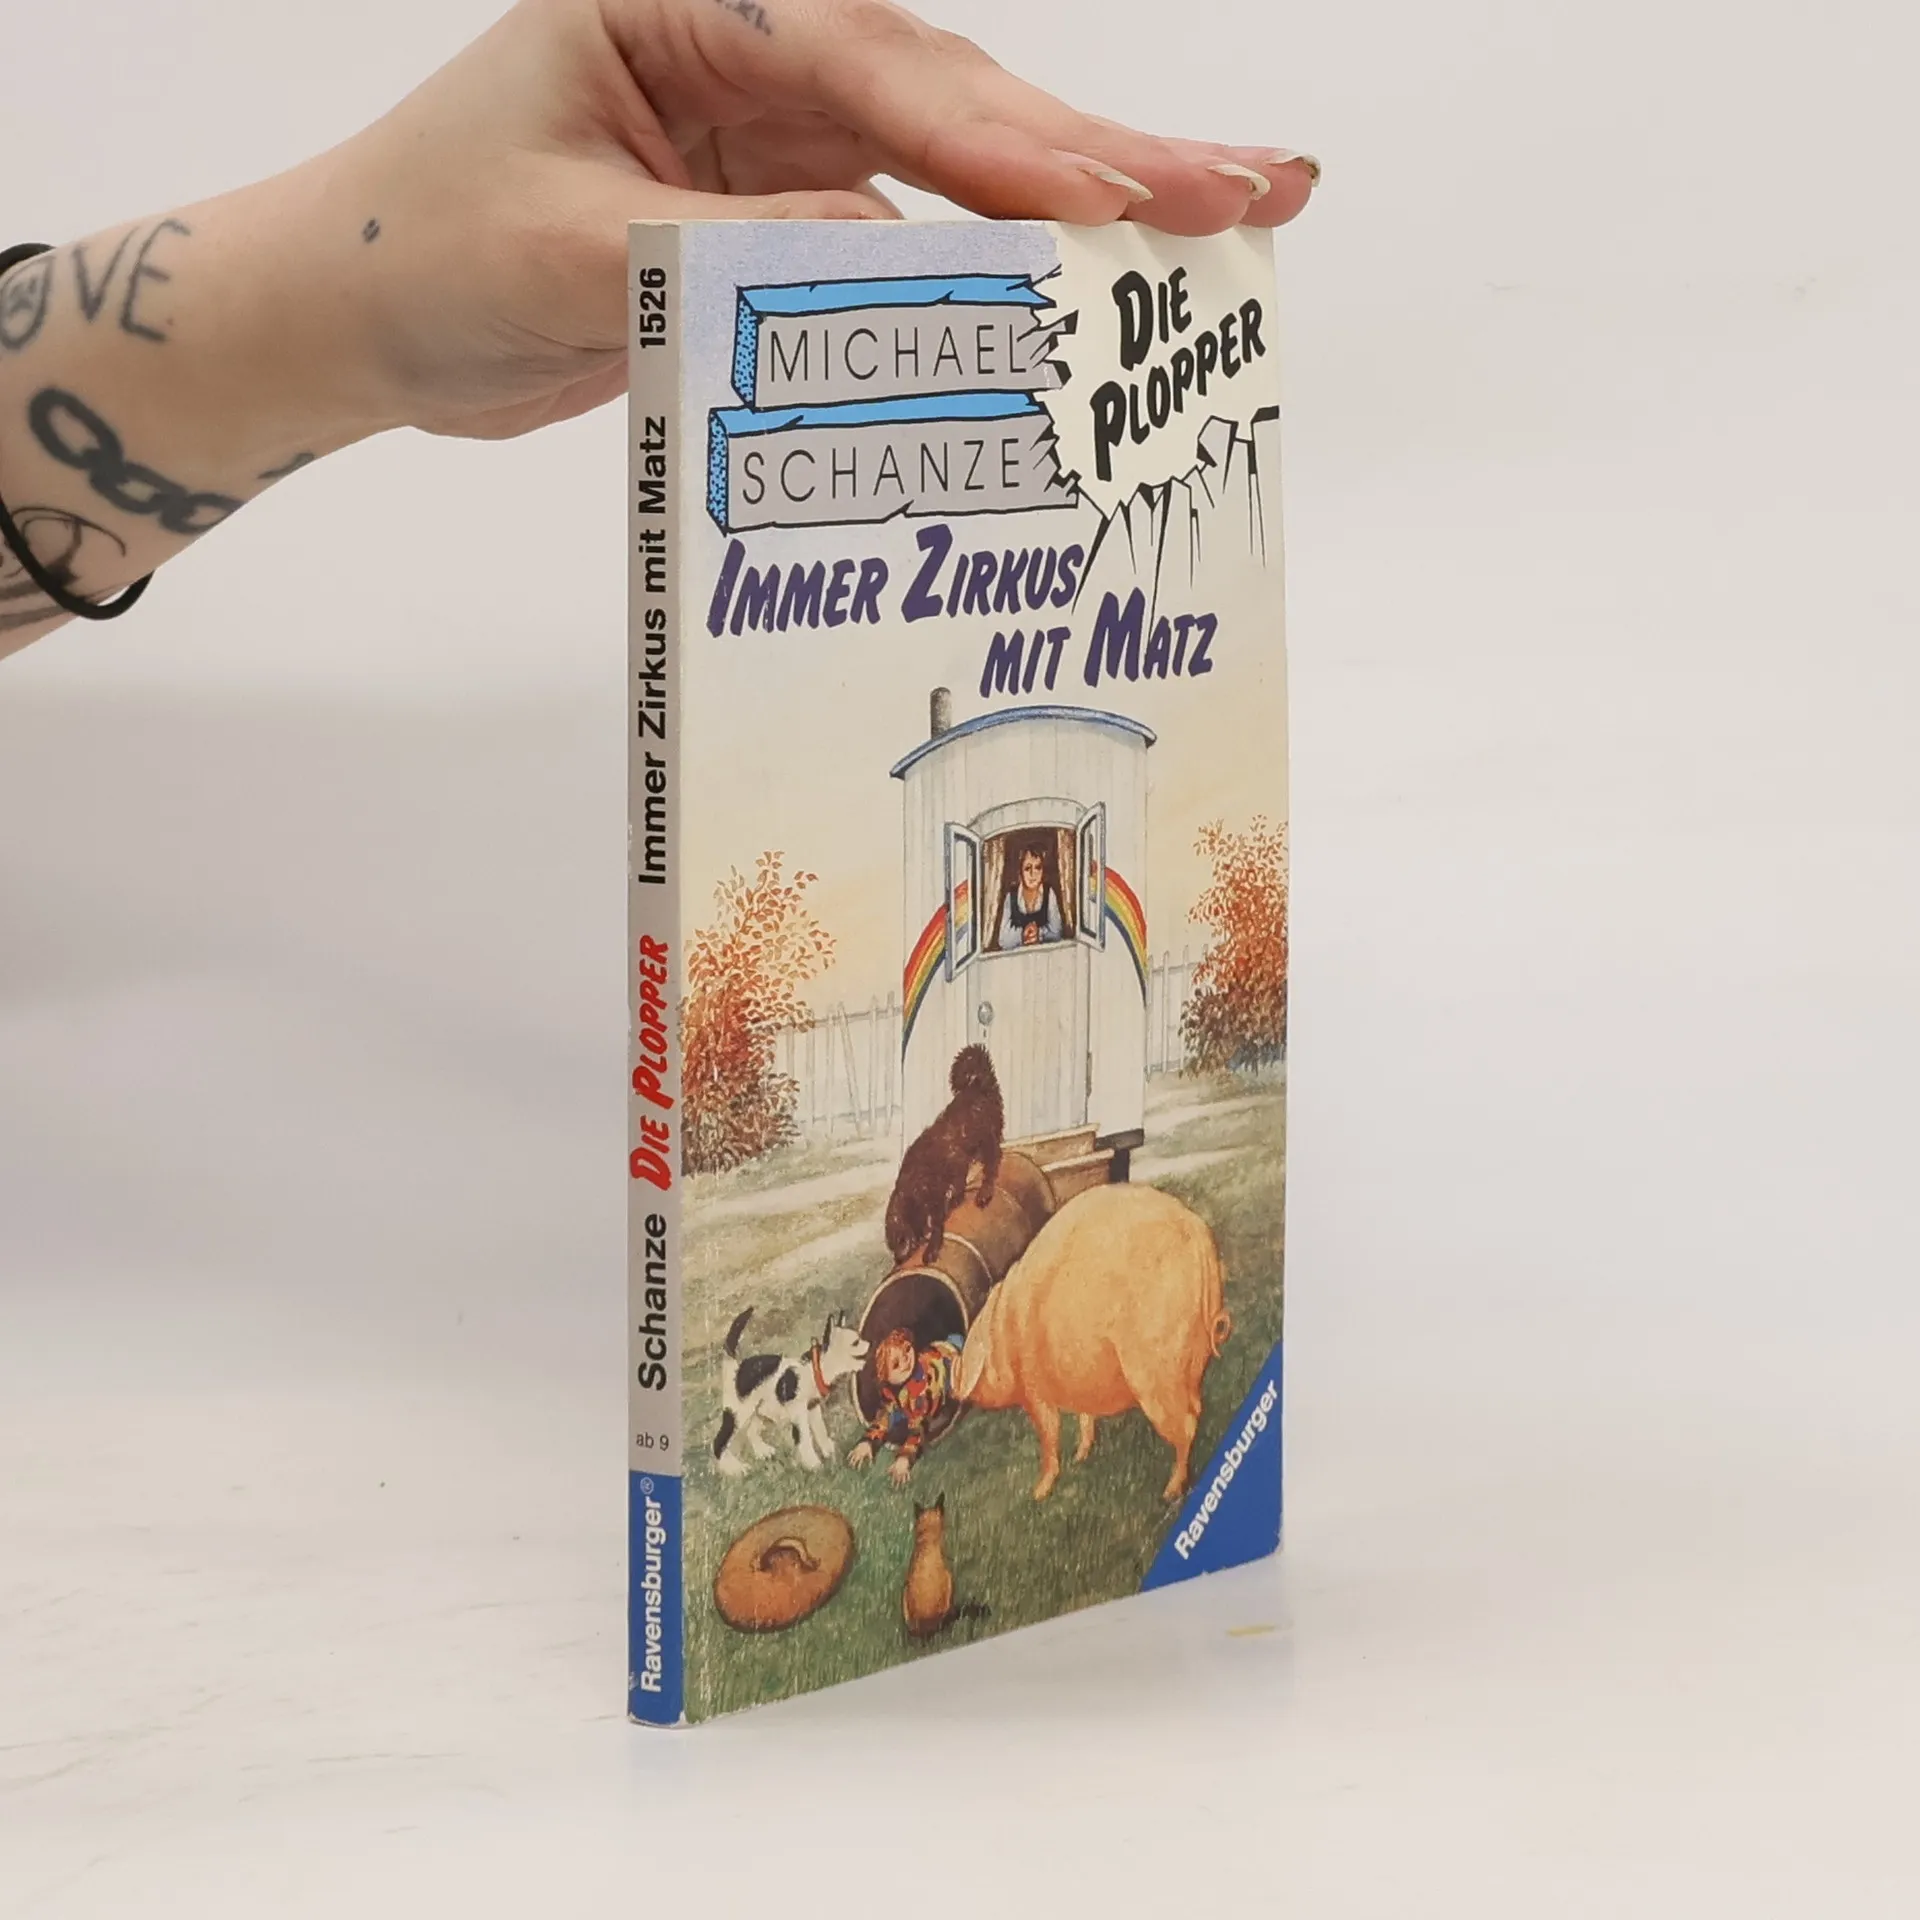 VE
MICHAEL
SCHANZE
DIE
PLOPPER
IMMER ZIRKUS
MIT MATZ
Ravensburger
1526
Immer Zirkus mit Matz
DIE PLOPPER
Schanze
ab 9
Ravensburger®